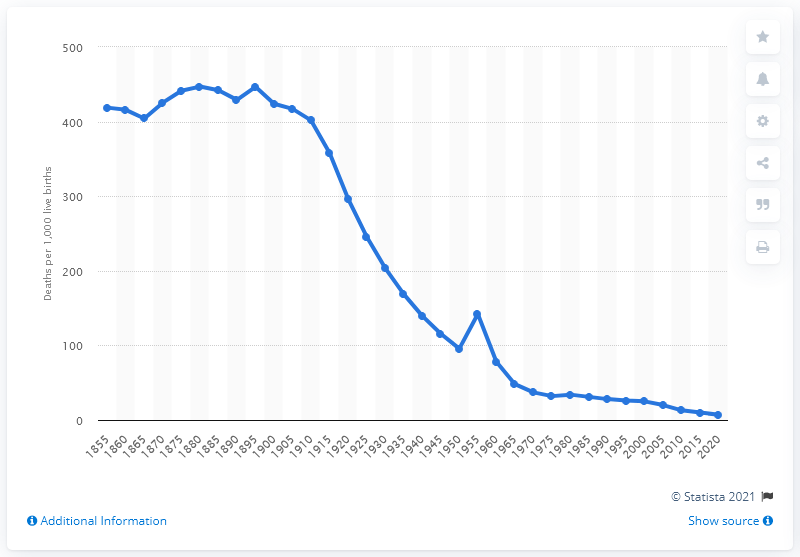 500
400
300
200
100
0
Deaths per 1,000 live births
1855 1860 1865 1870 1875 1880 1885 1890 1895 1900 1905 1910 1915 1920 1925 1930 1935 1940 1945 1950 1955 1960 1965 1970 1975 1980 1985 1990 1995 2000 2005 2010 2015 2020
© Statista 2021
Additional Information
Show source